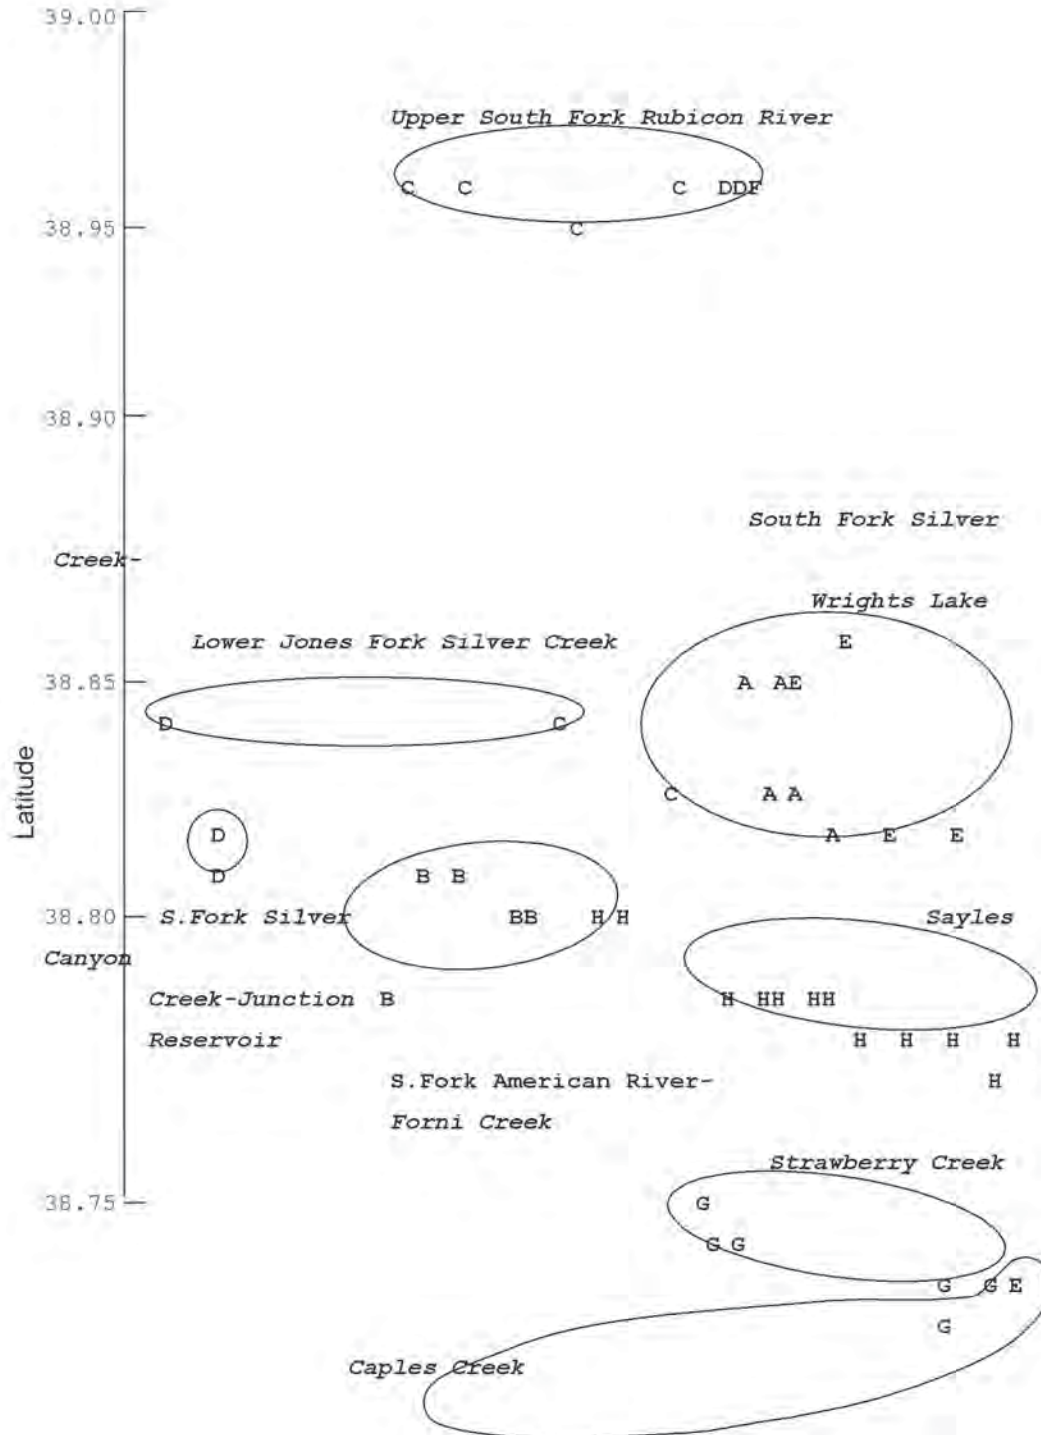 39.00
Upper South Fork Rubicon River
C C C DDF
38.95
C
38.90
South Fork Silver
Creek-
Wrights Lake
Lower Jones Fork Silver Creek E
38.85 A AE
D C
Latitude
C A A
D A E E
D B B
38.80 S.Fork Silver BB H H Sayles
Canyon
Creek-Junction B H HH HH
Reservoir H H H H
S.Fork American River- H
Forni Creek
Strawberry Creek
38.75 G
G G
G G E
G
Caples Creek